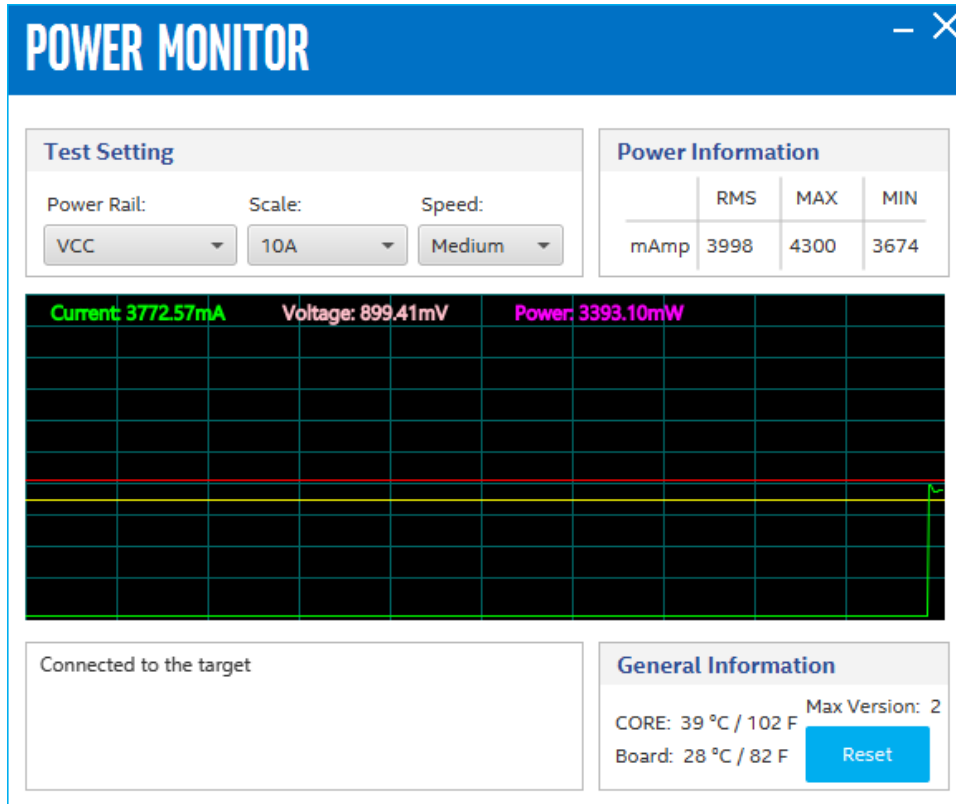 POWER MONITOR
Test Setting
Power Rail: Scale: Speed:
VCC 10A Medium
Power Information
RMS MAX MIN
mAmp 3998 4300 3674
Current: 3772.57mA Voltage: 899.41mV Power: 3393.10mW
Connected to the target
General Information
Max Version: 2
CORE: 39 ºC / 102 F
Board: 28 ºC / 82 F
Reset